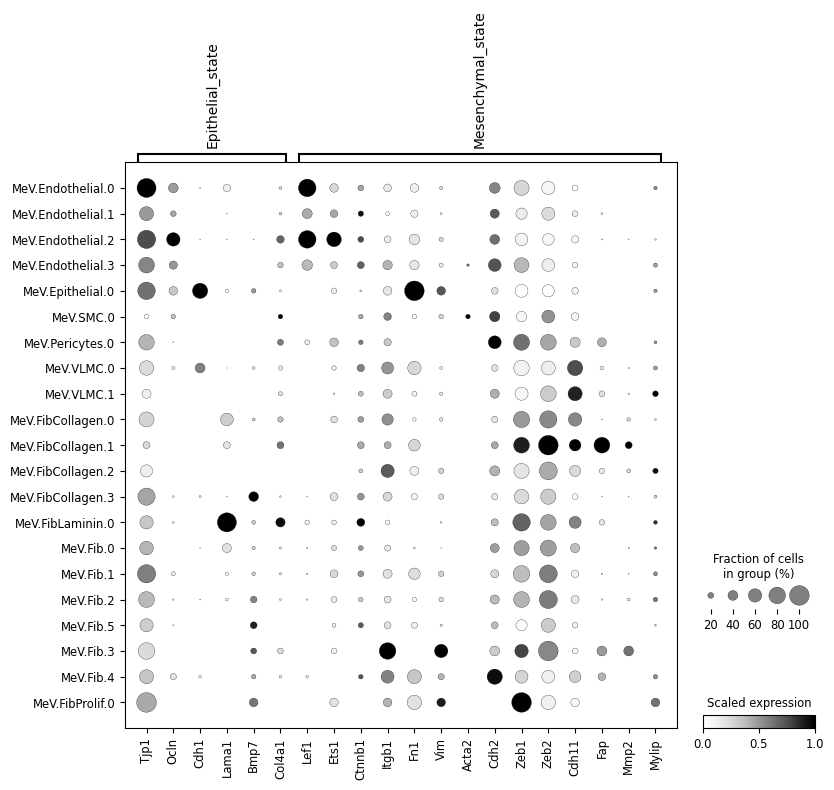 Epithelial_state
Mesenchymal_state
MeV.Endothelial.0
MeV.Endothelial.1
MeV.Endothelial.2
MeV.Endothelial.3
MeV.Epithelial.0
MeV.SMC.0
MeV.Pericytes.0
MeV.VLMC.0
MeV.VLMC.1
MeV.FibCollagen.0
MeV.FibCollagen.1
MeV.FibCollagen.2
MeV.FibCollagen.3
MeV.FibLaminin.0
MeV.Fib.0
MeV.Fib.1
MeV.Fib.2
MeV.Fib.5
MeV.Fib.3
MeV.Fib.4
MeV.FibProlif.0
Tjp1
Ocln
Cdh1
Lama1
Bmp7
Col4a1
Lef1
Ets1
Ctnnb1
Itgb1
Fn1
Vim
Acta2
Cdh2
Zeb1
Zeb2
Cdh11
Fap
Mmp2
Mylip
Fraction of cells
in group (%)
20 40 60 80 100
Scaled expression
0.0 0.5 1.0